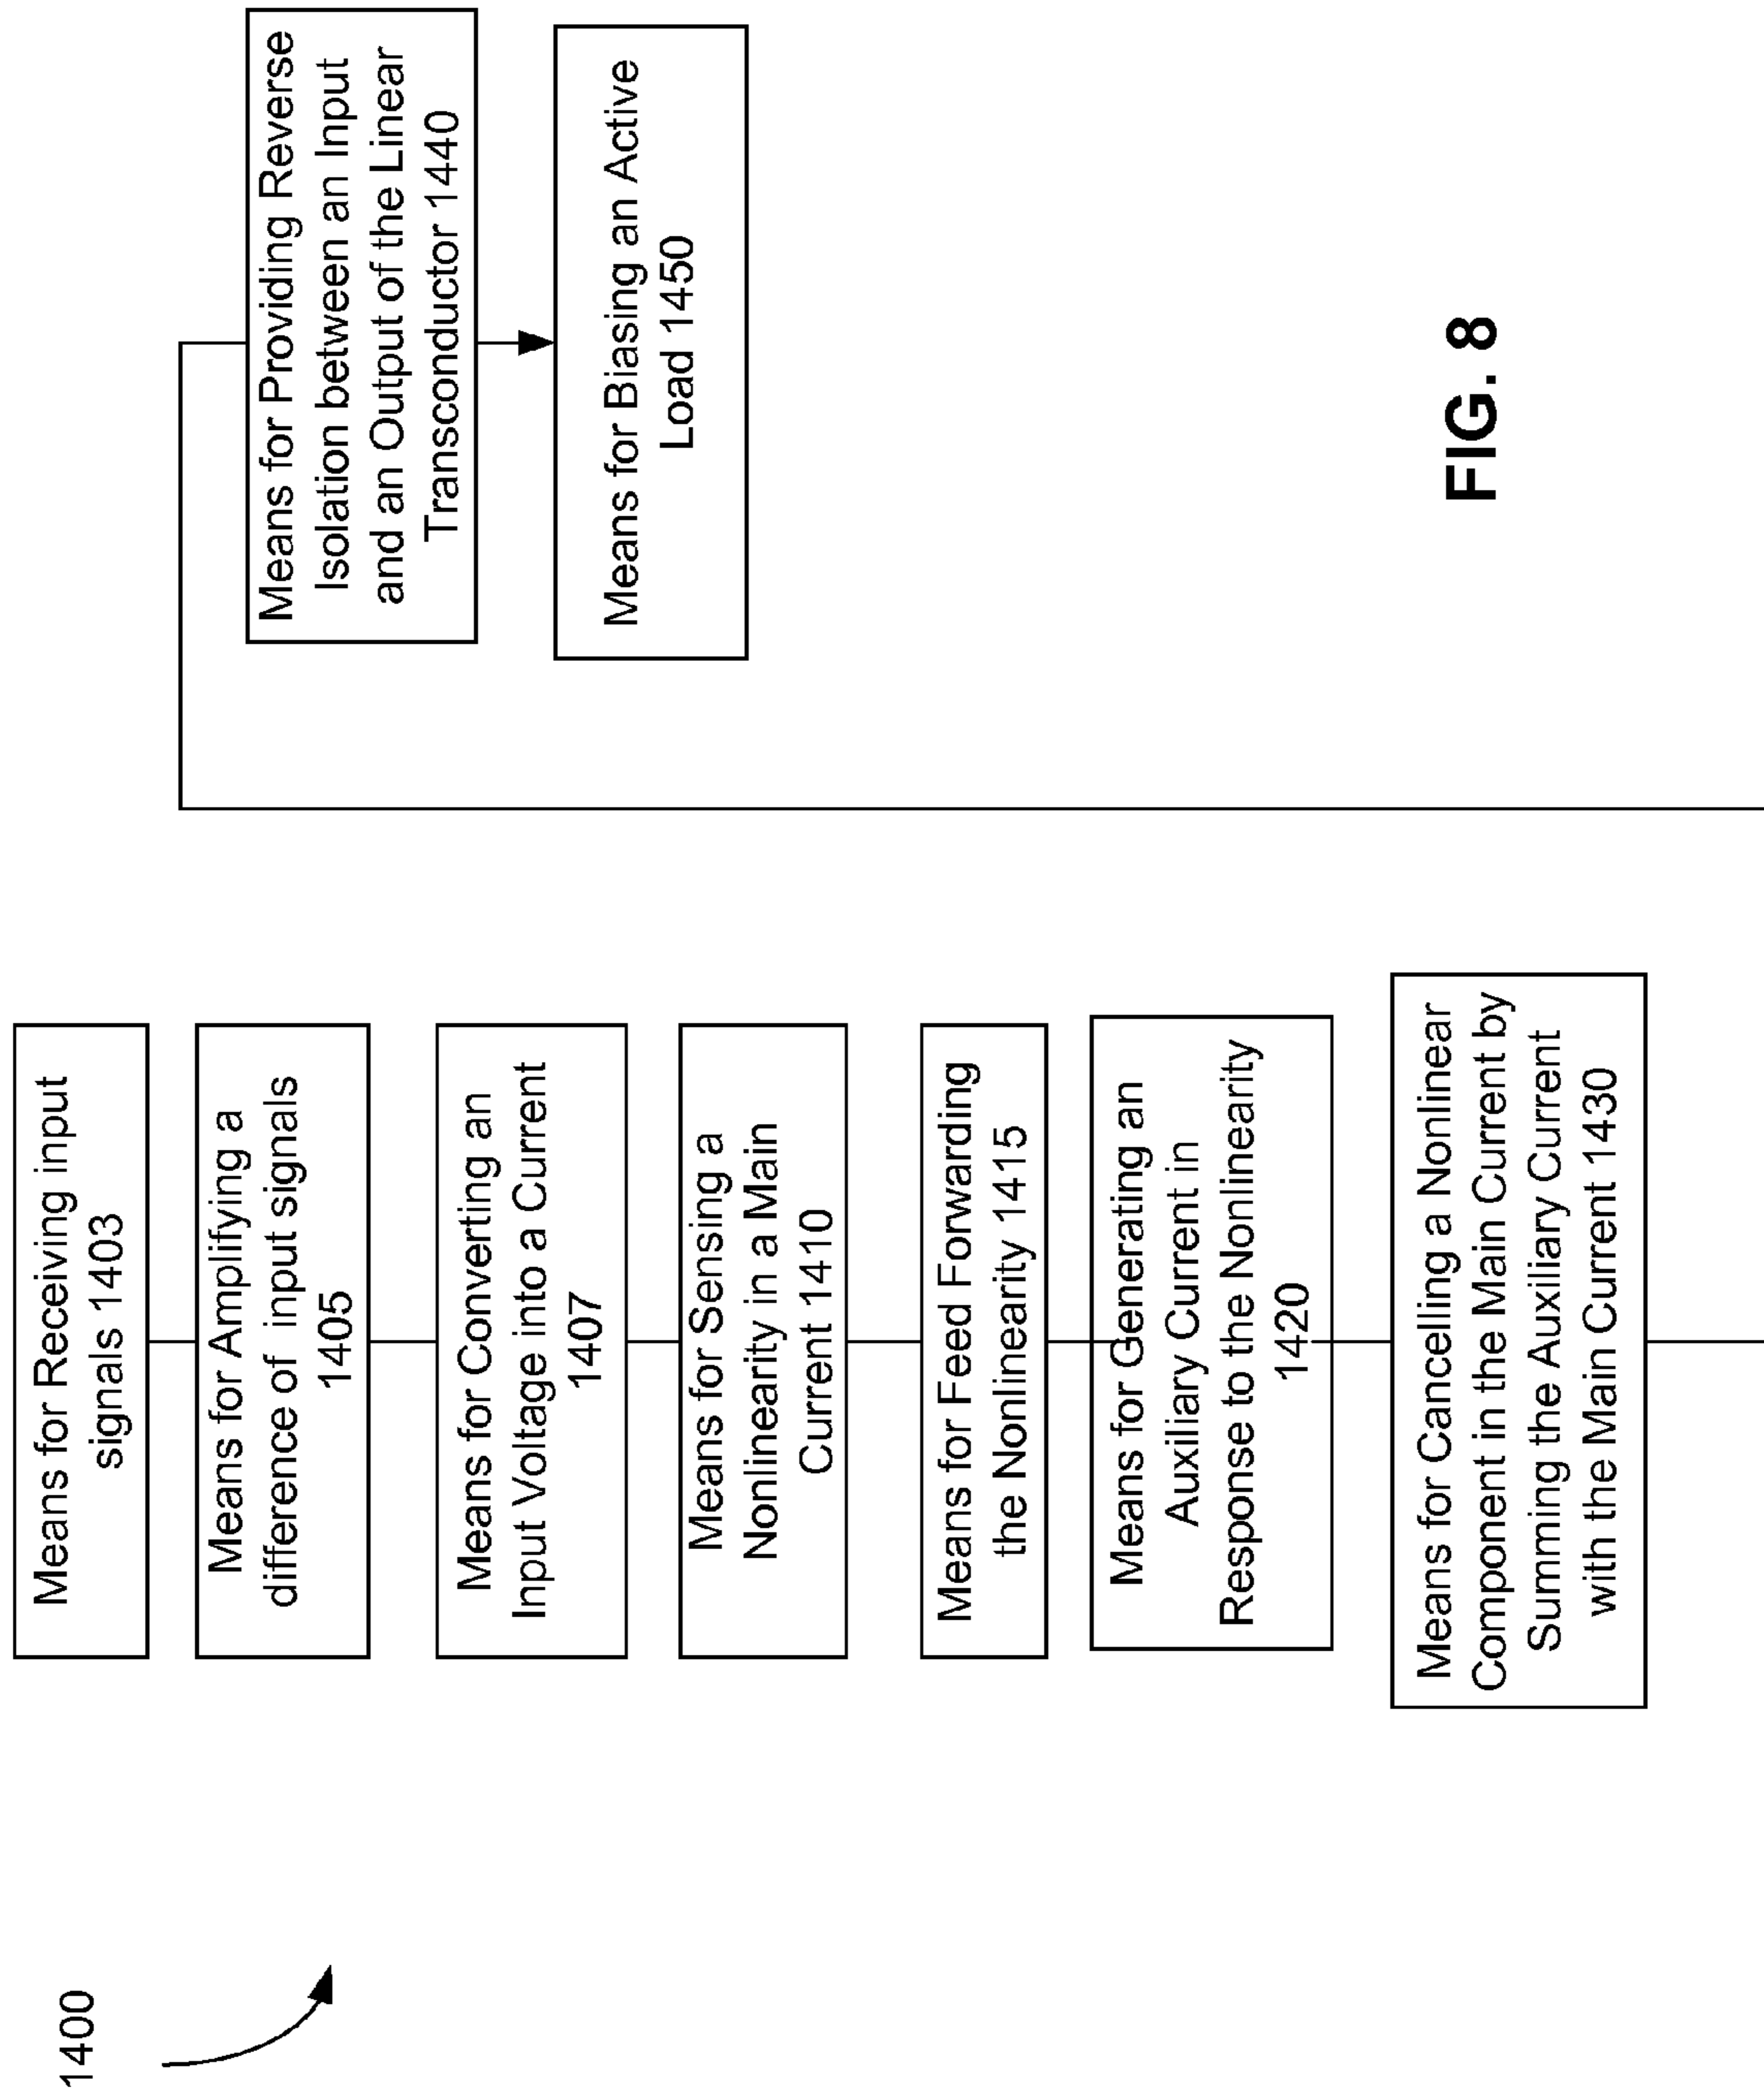 1400
Means for Receiving input
signals 1403
Means for Amplifying a
difference of input signals
1405
Means for Converting an
Input Voltage into a Current
1407
Means for Sensing a
Nonlinearity in a Main
Current 1410
Means for Feed Forwarding
the Nonlinearity 1415
Means for Generating an
Auxiliary Current in
Response to the Nonlinearity
1420
Means for Cancelling a Nonlinear
Component in the Main Current by
Summing the Auxiliary Current
with the Main Current 1430
Means for Providing Reverse
Isolation between an Input
and an Output of the Linear
Transconductor 1440
Means for Biasing an Active
Load 1450
FIG. 8